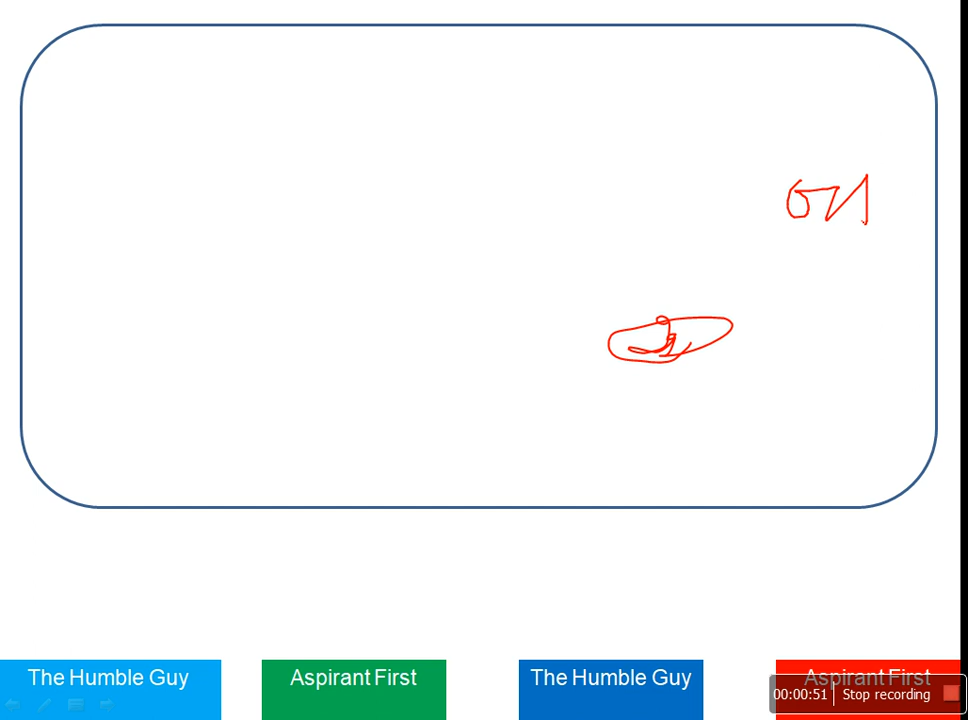 The Humble Guy
Aspirant First
The Humble Guy
Aspirant First
00:00:51
Stop recording